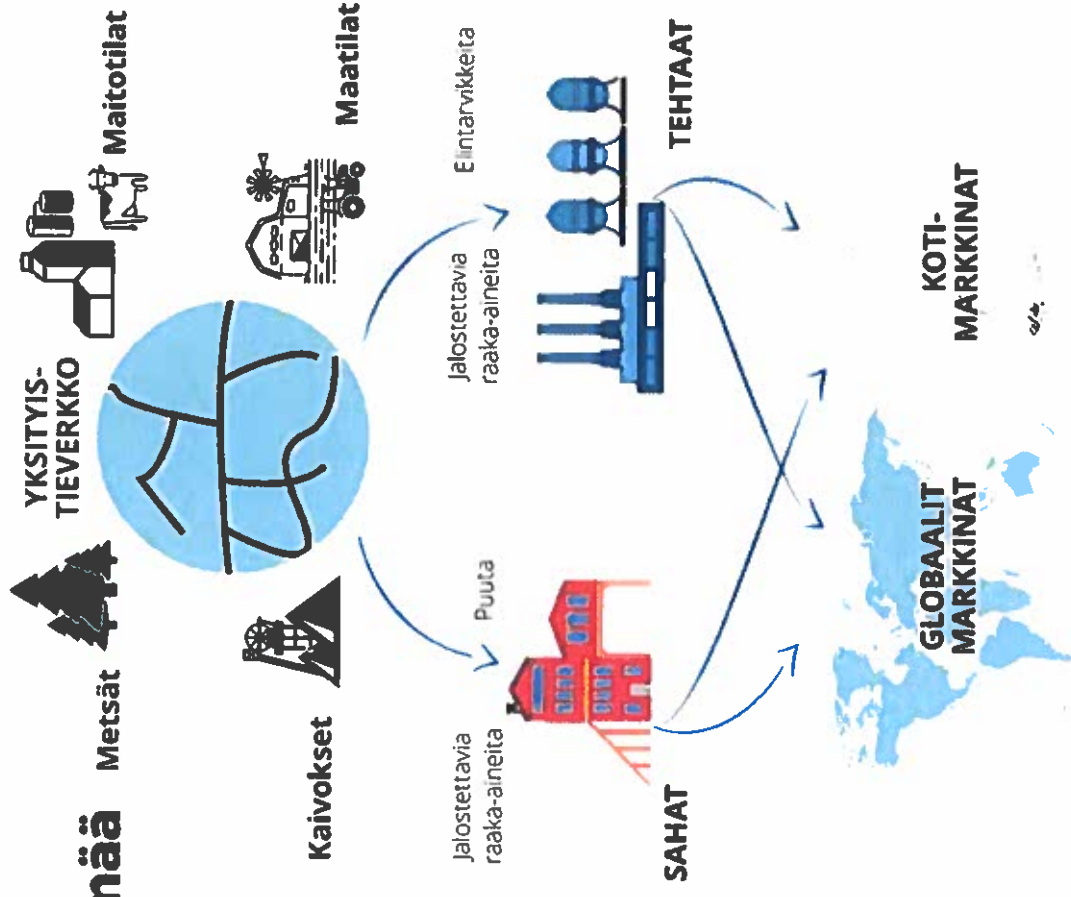 nää
Metsät
YKSITYIS-
TIEVERKKO
Maitotilat
Kaivokset
Maatilat
Jalostettavia
raaka-aineita
Puuta
Jalostettavia
raaka-aineita
Elintarvikkeita
SAHAT
TEHTAAT
GLOBAALIT
MARKKINAT
KOTI-
MARKKINAT